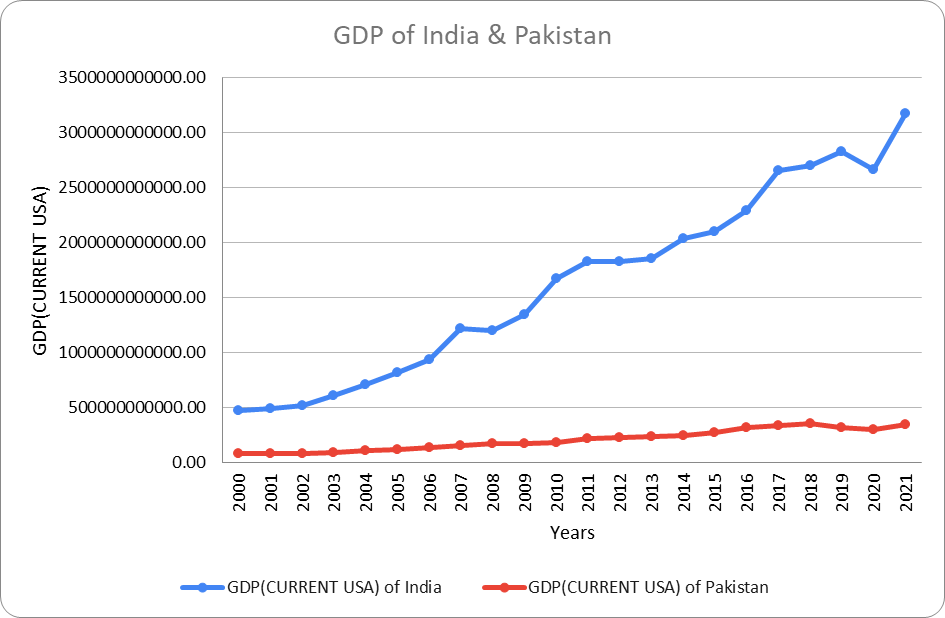 GDP of India & Pakistan
GDP(CURRENT USA)
3500000000000.00
3000000000000.00
2500000000000.00
2000000000000.00
1500000000000.00
1000000000000.00
500000000000.00
0.00
2000 2001 2002 2003 2004 2005 2006 2007 2008 2009 2010 2011 2012 2013 2014 2015 2016 2017 2018 2019 2020 2021
Years
GDP(CURRENT USA) of India GDP(CURRENT USA) of Pakistan